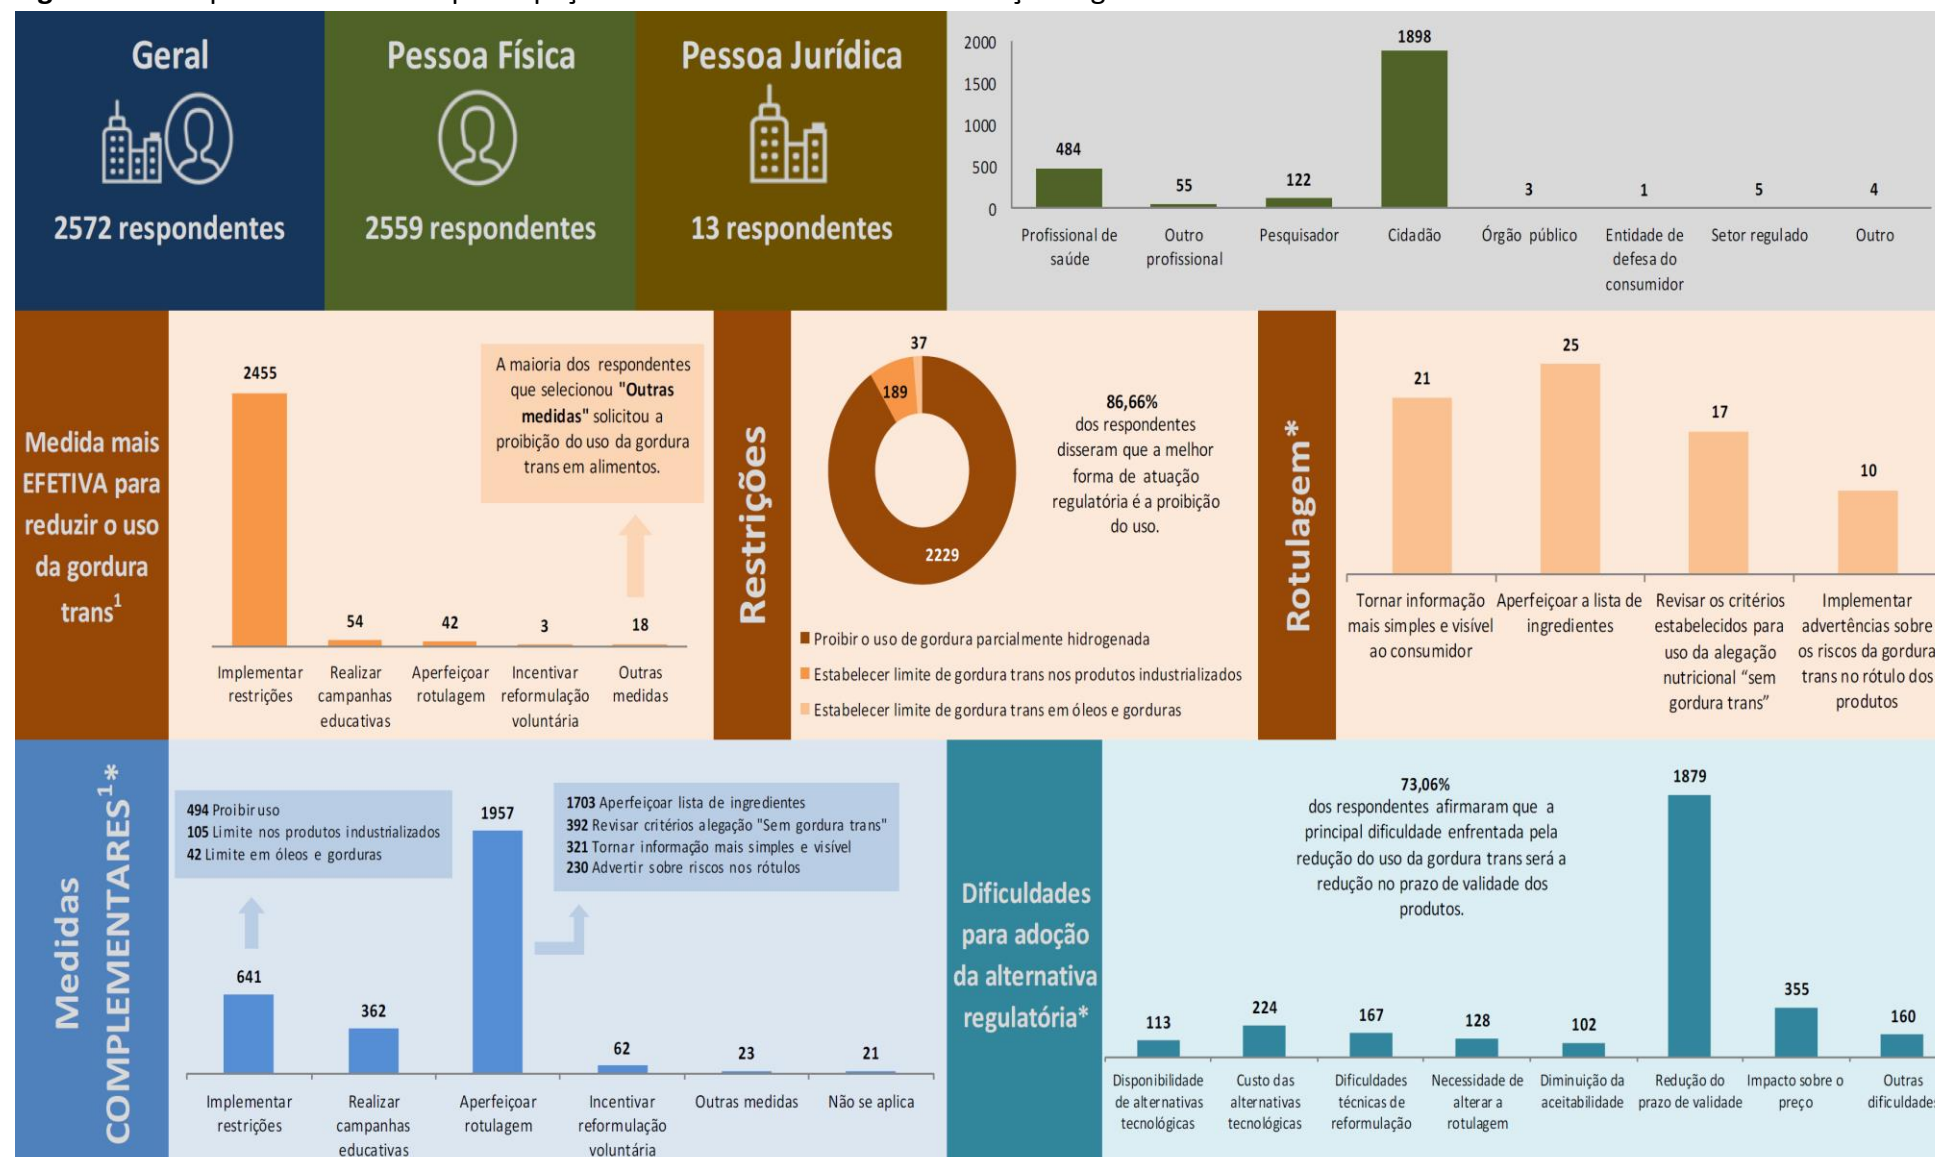 Geral
2572 respondentes
Pessoa Física
2559 respondentes
Pessoa Jurídica
13 respondentes
2000
1500
1000
500
0
484
55
122
1898
3
1
5
4
Profissional de
saúde
Outro
profissional
Pesquisador
Cidadão
Órgão público
Entidade de
defesa do
consumidor
Setor regulado
Outro
Medida mais
EFETIVA para
reduzir o uso
da gordura
trans¹
2455
54
42
3
18
Implementar
restrições
Realizar
campanhas
educativas
Aperfeiçoar
rotulagem
Incentivar
reformulação
voluntária
Outras
medidas
A maioria dos respondentes
que selecionou "Outras
medidas" solicitou a
proibição do uso da gordura
trans em alimentos.
Restrições
37
189
2229
86,66%
dos respondentes
disseram que a melhor
forma de atuação
regulatória é a proibição
do uso.
Proibir o uso de gordura parcialmente hidrogenada
Estabelecer limite de gordura trans nos produtos industrializados
Estabelecer limite de gordura trans em óleos e gorduras
Rotulagem*
21
25
17
10
Tornar informação
mais simples e visível
ao consumidor
Aperfeiçoar a lista de
ingredientes
Revisar os critérios
estabelecidos para
uso da alegação
nutricional “sem
gordura trans”
Implementar
advertências sobre
os riscos da gordura
trans no rótulo dos
produtos
Medidas
COMPLEMENTARES¹*
494 Proibir uso
105 Limite nos produtos industrializados
42 Limite em óleos e gorduras
1703 Aperfeiçoar lista de ingredientes
392 Revisar critérios alegação "Sem gordura trans"
321 Tornar informação mais simples e visível
230 Advertir sobre riscos nos rótulos
641
362
1957
62
23
21
Implementar
restrições
Realizar
campanhas
educativas
Aperfeiçoar
rotulagem
Incentivar
reformulação
voluntária
Outras medidas
Não se aplica
Dificuldades
para adoção
da alternativa
regulatória*
73,06%
dos respondentes afirmaram que a
principal dificuldade enfrentada pela
redução do uso da gordura trans será a
redução no prazo de validade dos
produtos.
113
224
167
128
102
1879
355
160
Disponibilidade
de alternativas
tecnológicas
Custo das
alternativas
tecnológicas
Dificuldades
técnicas de
reformulação
Necessidade de
alterar a
rotulagem
Diminuição da
aceitabilidade
Redução do
prazo de validade
Impacto sobre o
preço
Outras
dificuldades